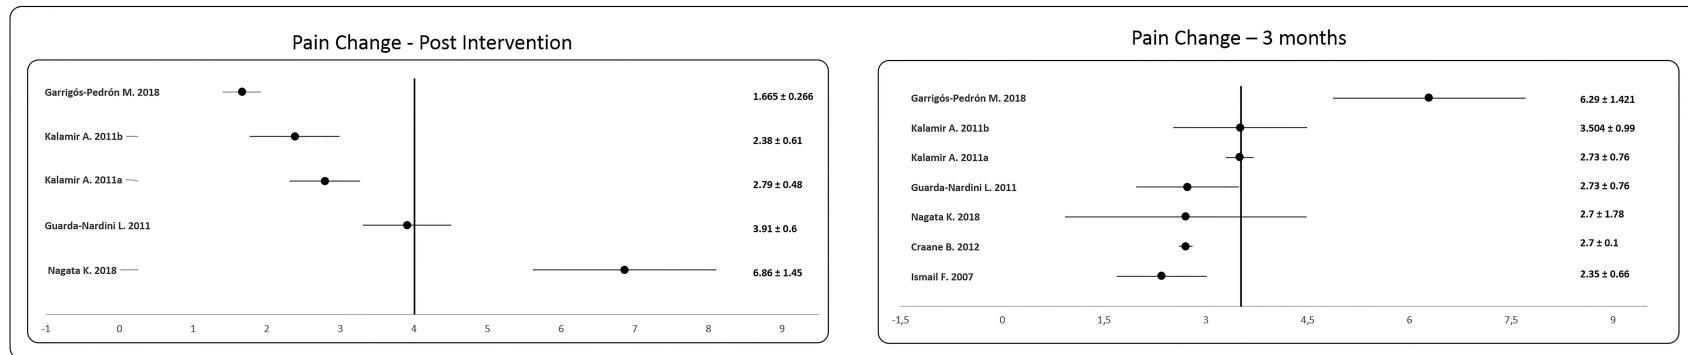 Pain Change - Post Intervention
Garrigós-Pedrón M. 2018 1.665 ± 0.266
Kalamir A. 2011b 2.38 ± 0.61
Kalamir A. 2011a 2.79 ± 0.48
Guarda-Nardini L. 2011 3.91 ± 0.6
Nagata K. 2018 6.86 ± 1.45
-1 0 1 2 3 4 5 6 7 8 9
Pain Change – 3 months
Garrigós-Pedrón M. 2018 6.29 ± 1.421
Kalamir A. 2011b 3.504 ± 0.99
Kalamir A. 2011a 2.73 ± 0.76
Guarda-Nardini L. 2011 2.73 ± 0.76
Nagata K. 2018 2.7 ± 1.78
Craane B. 2012 2.7 ± 0.1
Ismail F. 2007 2.35 ± 0.66
-1,5 0 1,5 3 4,5 6 7,5 9